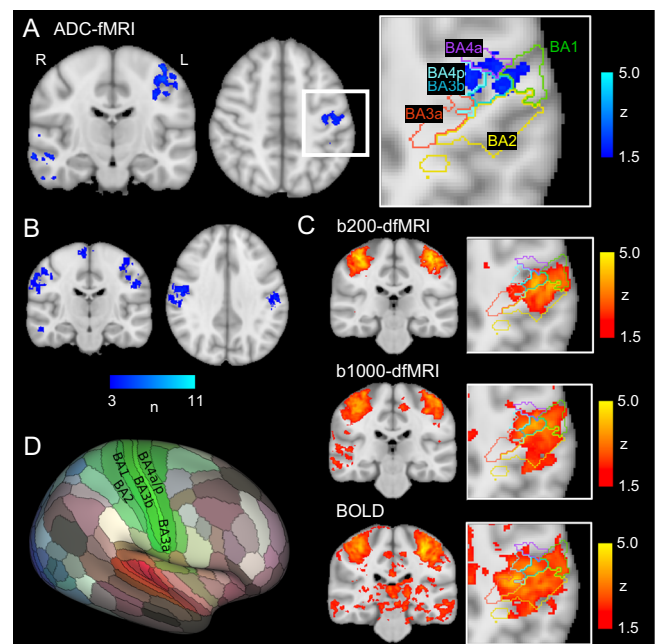 A ADC-fMRI
R
L
BA4a
BA1
BA4p
BA3b
BA3a
BA2
5.0
z
1.5
B
3
n
11
C
b200-dfMRI
5.0
z
1.5
b1000-dfMRI
5.0
z
1.5
BOLD
5.0
z
1.5
D
BA1
BA2
BA4a/p
BA3b
BA3a